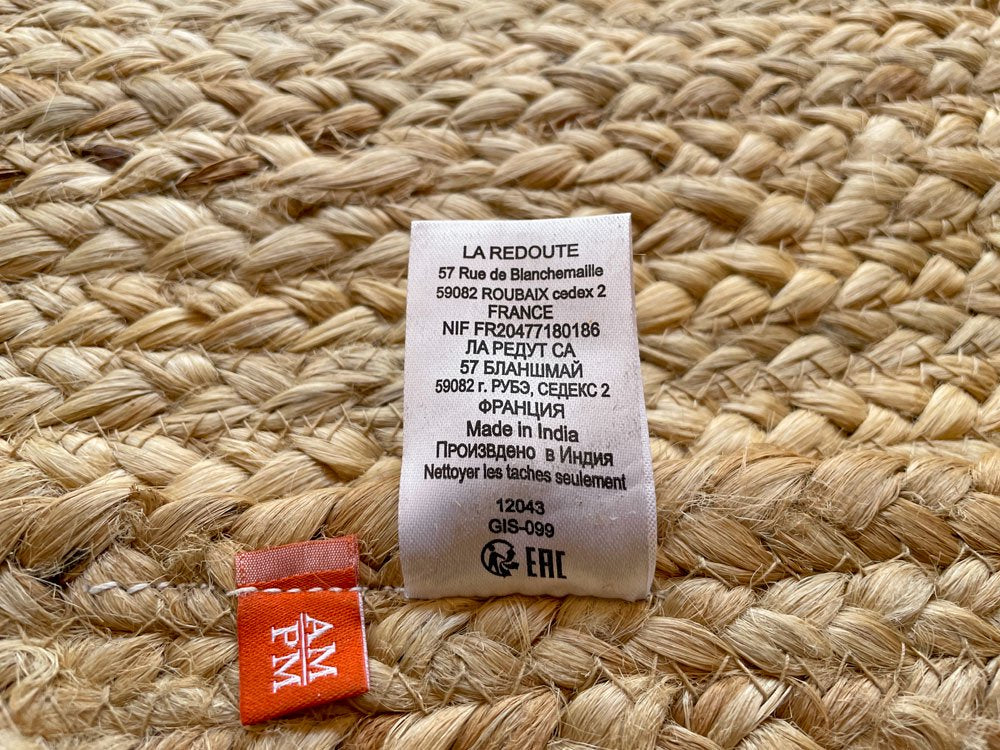 LA REDOUTE
57 Rue de Blanchemaille
59082 ROUBAIX cedex 2
FRANCE
NIF FR20477180186
ЛА РЕДУТ СА
57 БЛАНШМАЙ
59082 г. РУБЭ, СЕДЕКС 2
ФРАНЦИЯ
Made in India
Произвдено в Индия
Nettoyer les taches seulement
12043
GIS-099
EAC
AM
PM